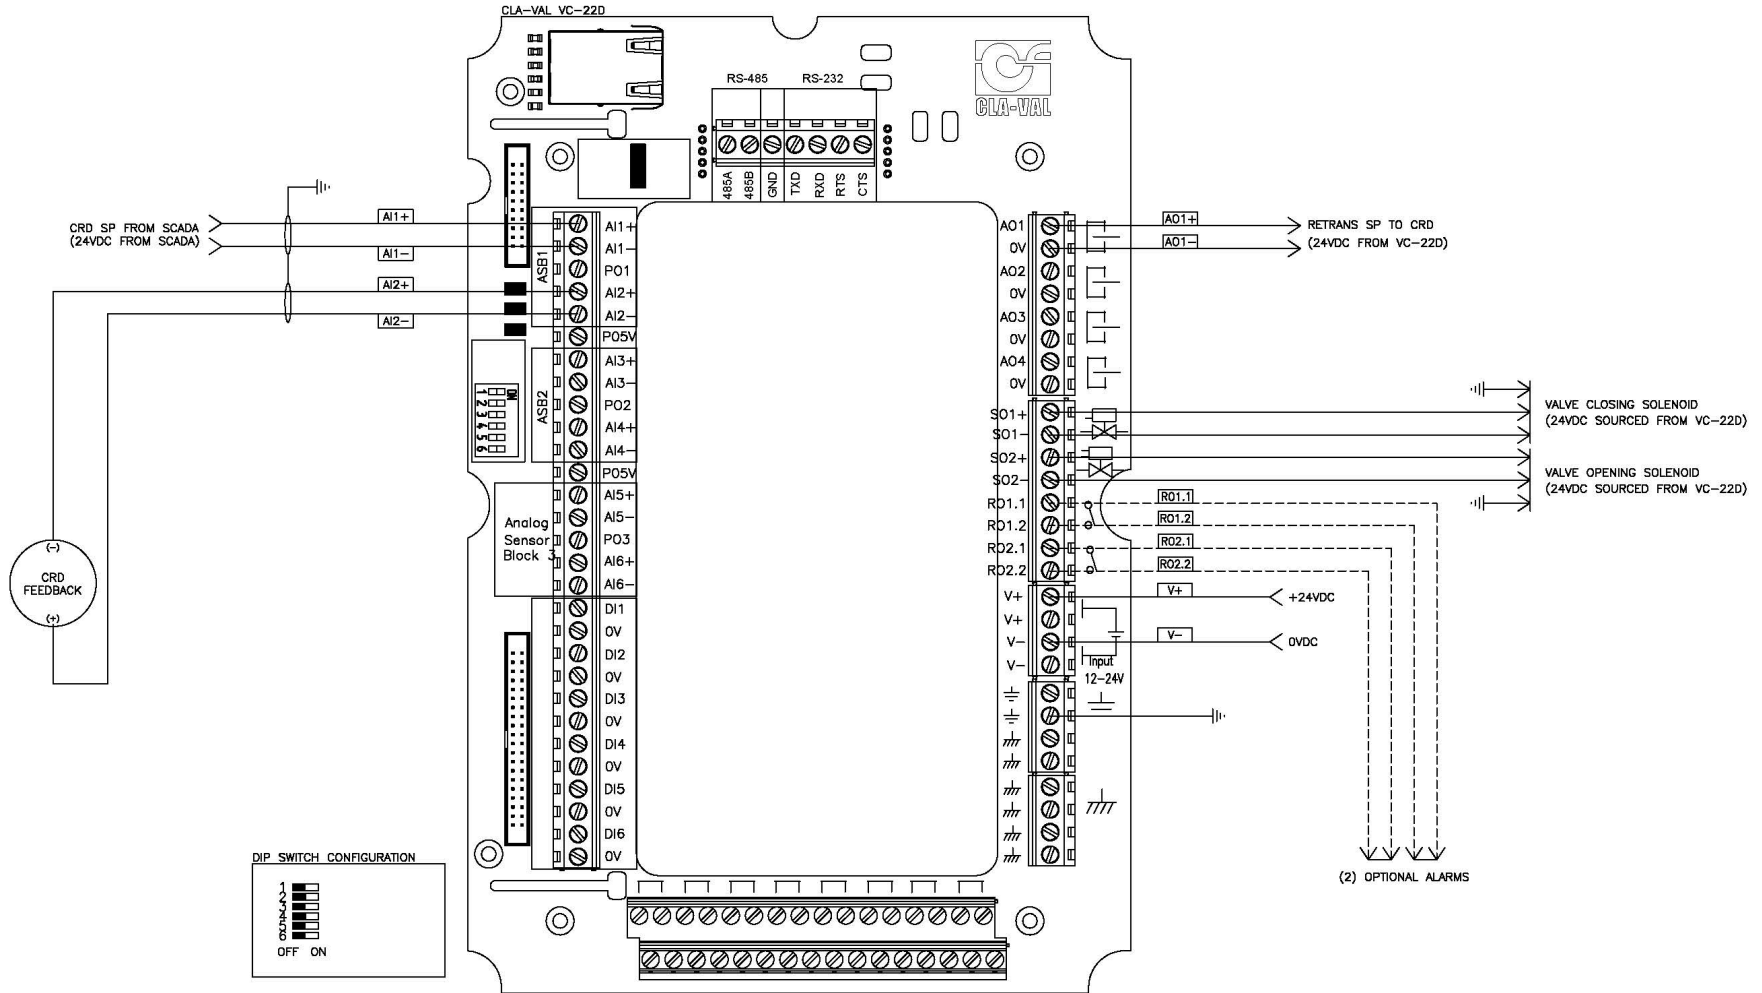 CLA-VAL VC-22D
CLA-VAL
RS-485
RS-232
485A
485B
GND
TXD
RXD
RTS
CTS
CRD SP FROM SCADA
(24VDC FROM SCADA)
AI1+
AI1-
AI2+
AI2-
CRD
FEEDBACK
(-)
(+)
ASB1
ASB2
Analog
Sensor
Block 3
AI1+
AI1-
PO1
AI2+
AI2-
PO5V
AI3+
AI3-
PO2
AI4+
AI4-
PO5V
AI5+
AI5-
PO3
AI6+
AI6-
DI1
0V
DI2
0V
DI3
0V
DI4
0V
DI5
0V
DI6
0V
ON
1
2
3
4
5
6
AO1
0V
AO2
0V
AO3
0V
AO4
0V
SO1+
SO1-
SO2+
SO2-
RO1.1
RO1.2
RO2.1
RO2.2
V+
V+
V-
V-
Input
12-24V
AO1+
AO1-
RETRANS SP TO CRD
(24VDC FROM VC-22D)
VALVE CLOSING SOLENOID
(24VDC SOURCED FROM VC-22D)
VALVE OPENING SOLENOID
(24VDC SOURCED FROM VC-22D)
RO1.1
RO1.2
RO2.1
RO2.2
V+
+24VDC
V-
0VDC
(2) OPTIONAL ALARMS
DIP SWITCH CONFIGURATION
1
2
3
4
5
6
OFF ON